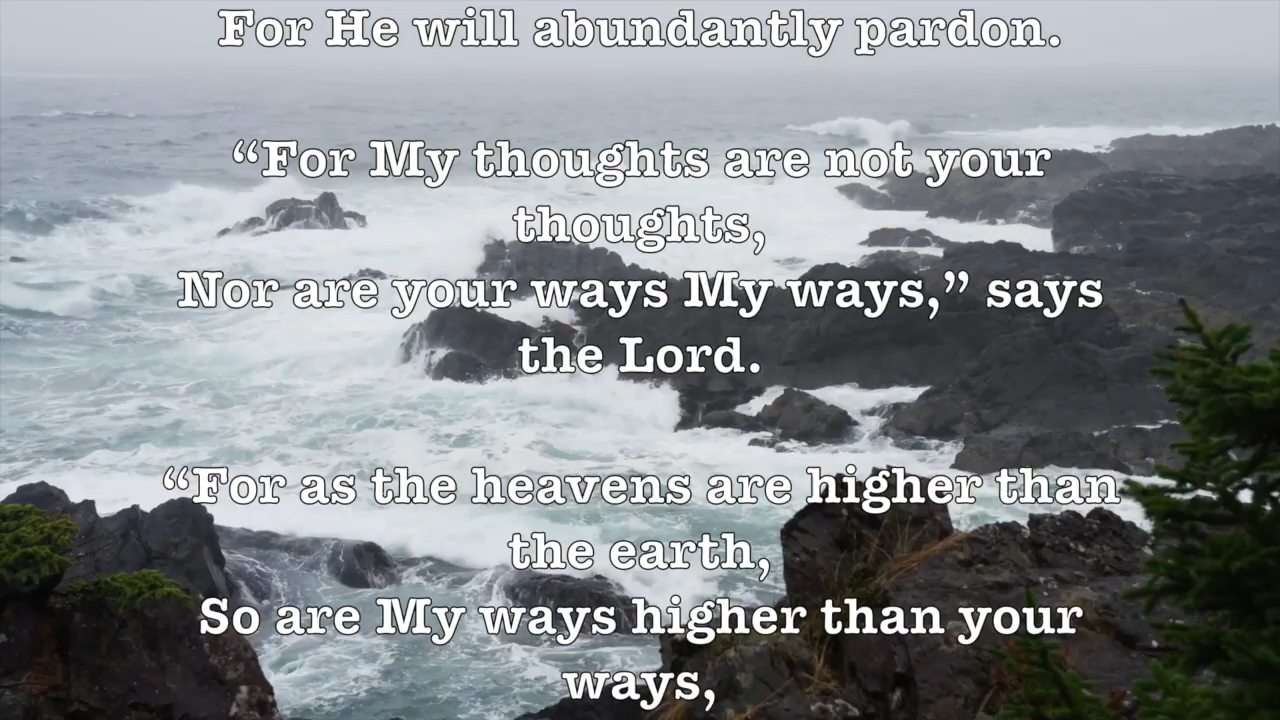 For He will abundantly pardon.
“For My thoughts are not your
thoughts,
Nor are your ways My ways,” says
the Lord.
“For as the heavens are higher than
the earth,
So are My ways higher than your
ways,